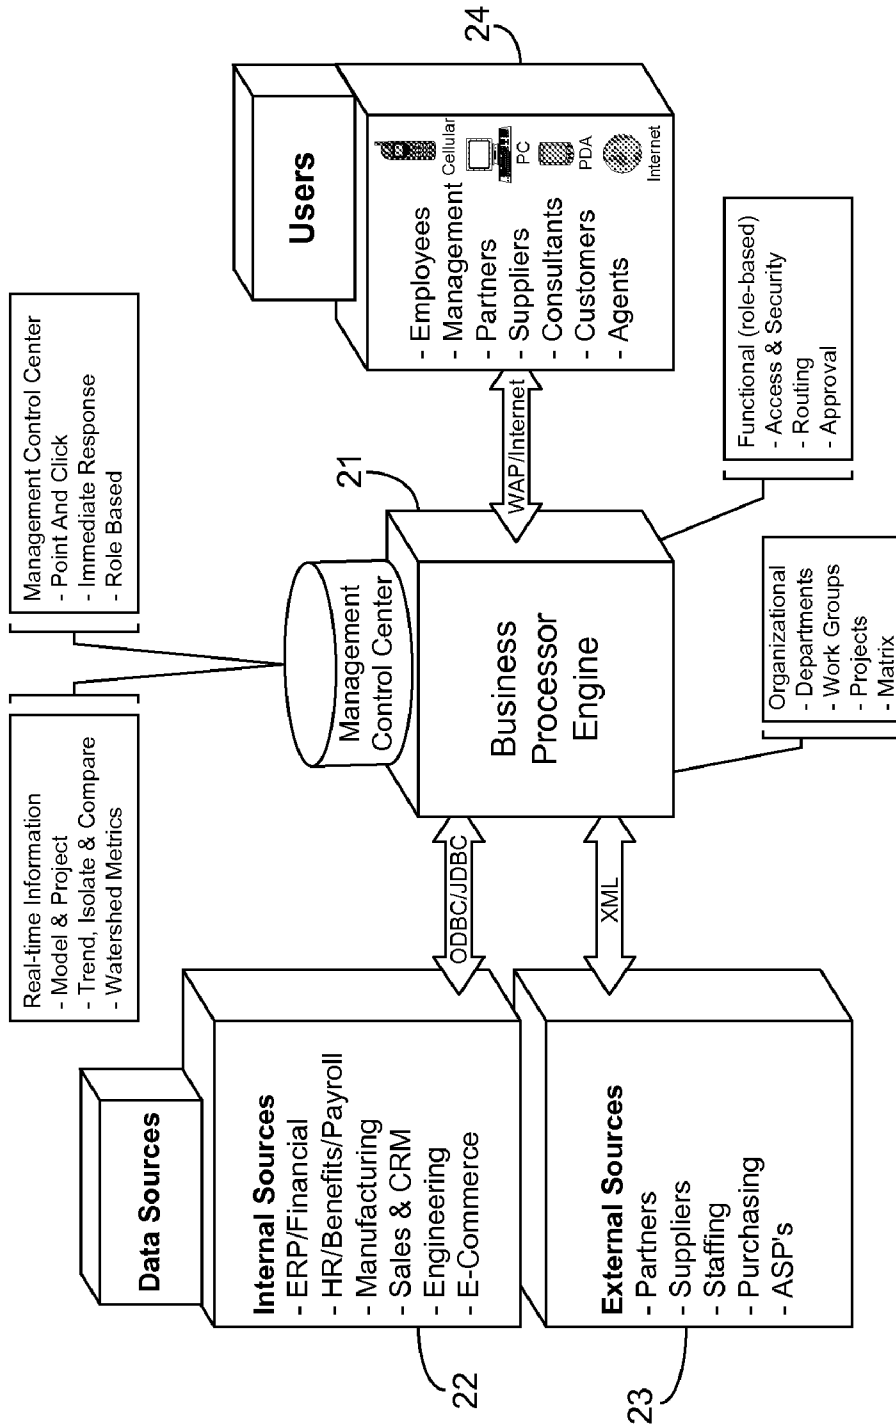 Real-time Information
- Model & Project
- Trend, Isolate & Compare
- Watershed Metrics
Management Control Center
- Point And Click
- Immediate Response
- Role Based
Data Sources
Internal Sources
- ERP/Financial
- HR/Benefits/Payroll
- Manufacturing
- Sales & CRM
- Engineering
- E-Commerce
22
External Sources
- Partners
- Suppliers
- Staffing
- Purchasing
- ASP's
23
ODBC/JDBC
XML
Management
Control Center
Business
Processor
Engine
21
WAP/Internet
Users
- Employees
- Management
- Partners
- Suppliers
- Consultants
- Customers
- Agents
Cellular
PC
PDA
Internet
24
Organizational
- Departments
- Work Groups
- Projects
- Matrix
Functional (role-based)
- Access & Security
- Routing
- Approval